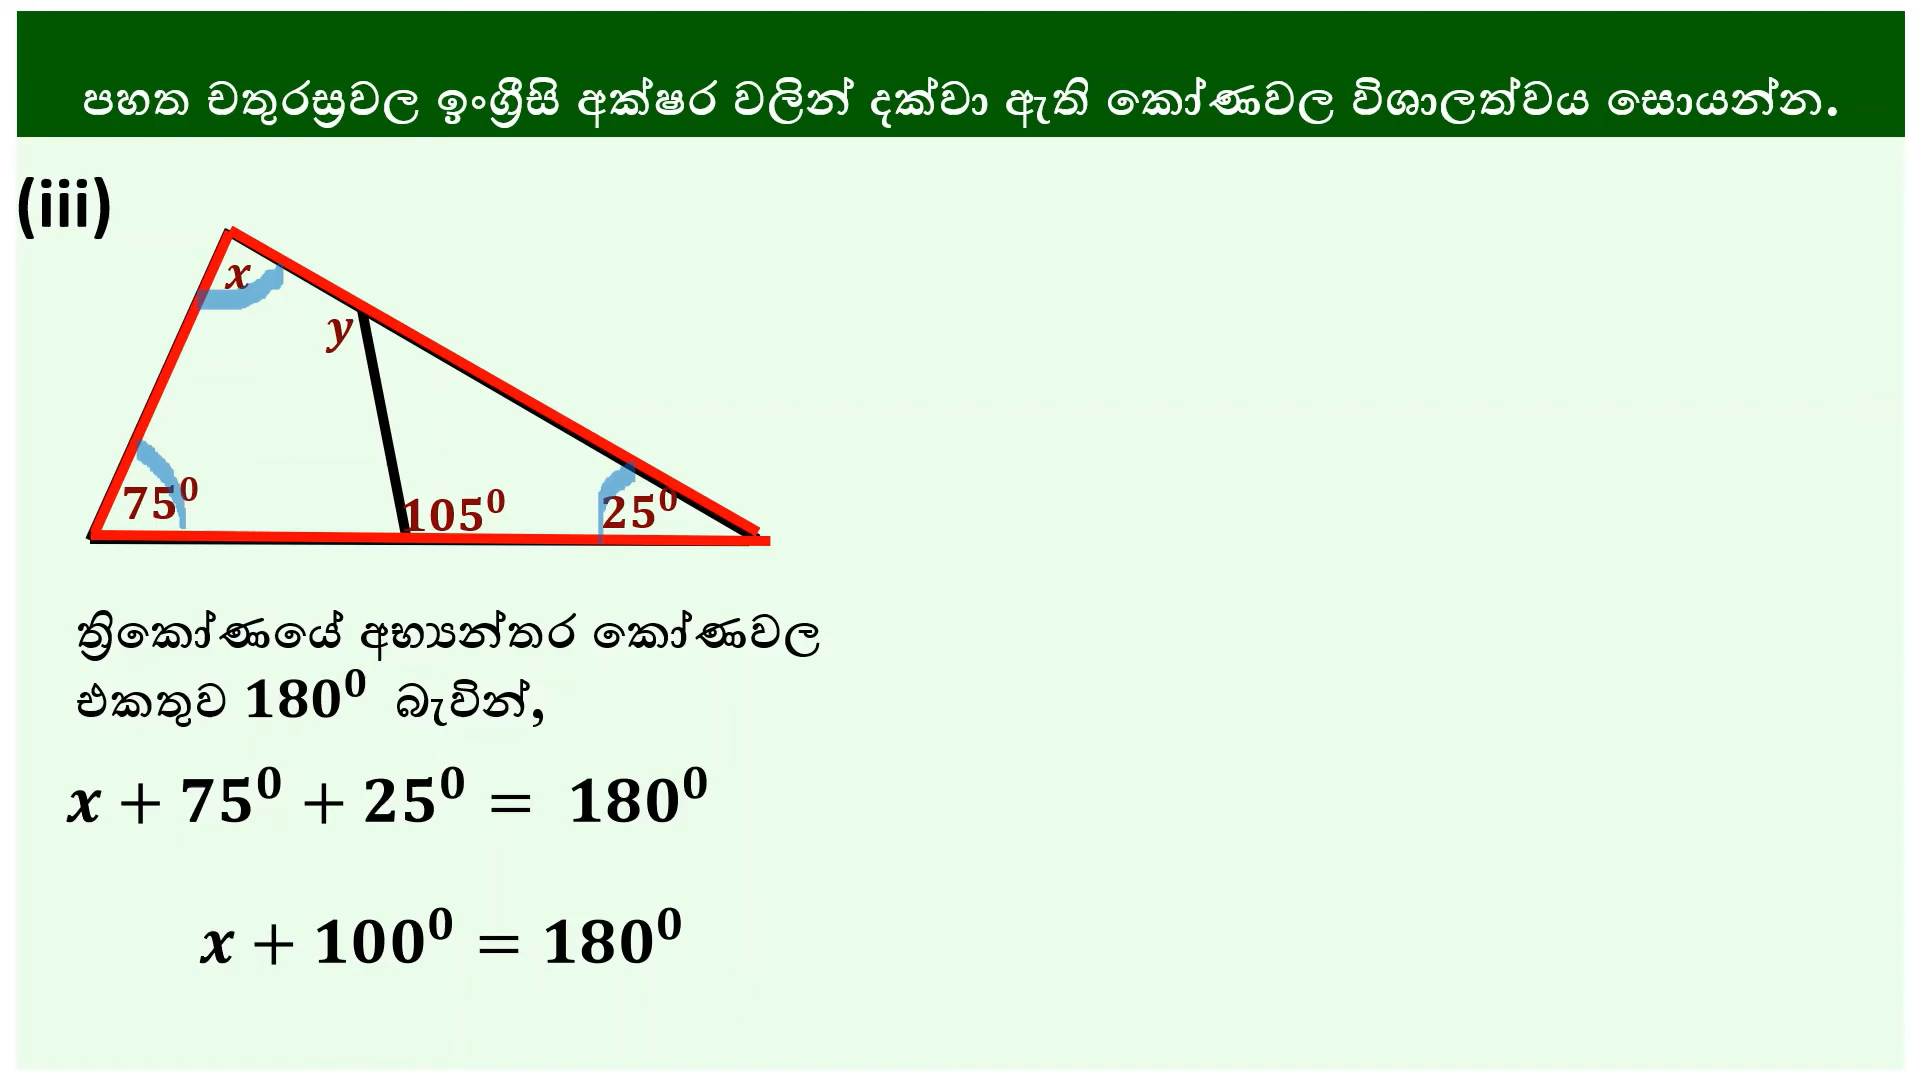 පහත චතුරස්‍රවල ඉංග්‍රීසි අක්ෂර වලින් දක්වා ඇති කෝණවල විශාලත්වය සොයන්න.
(iii)
x
y
75⁰
105⁰
25⁰
ත්‍රිකෝණයේ අභ්‍යන්තර කෝණවල
එකතුව 180⁰ බැවින්,
x + 75⁰ + 25⁰ = 180⁰
x + 100⁰ = 180⁰